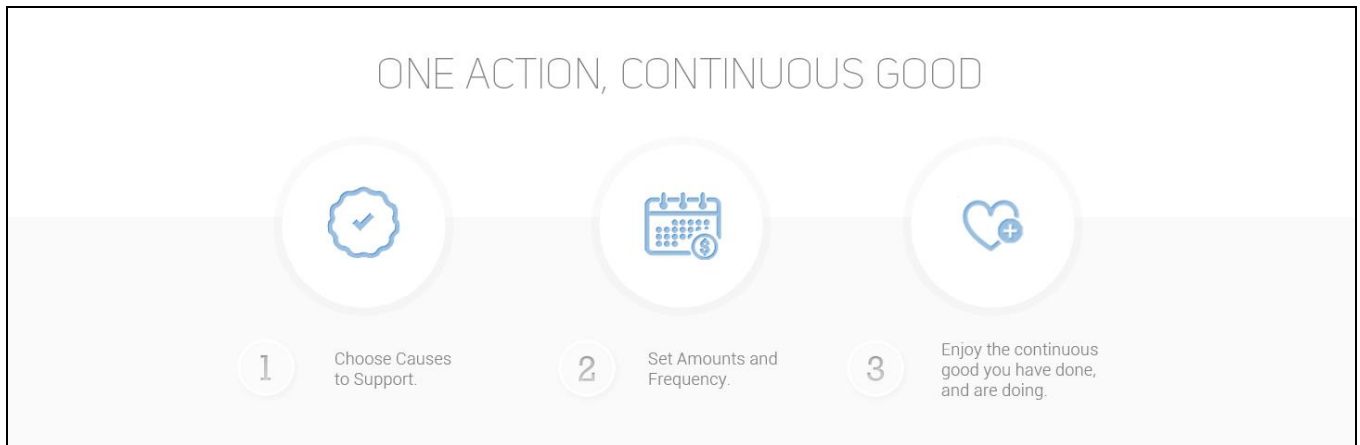 ONE ACTION, CONTINUOUS GOOD
$
1
Choose Causes
to Support.
2
Set Amounts and
Frequency.
3
Enjoy the continuous
good you have done,
and are doing.